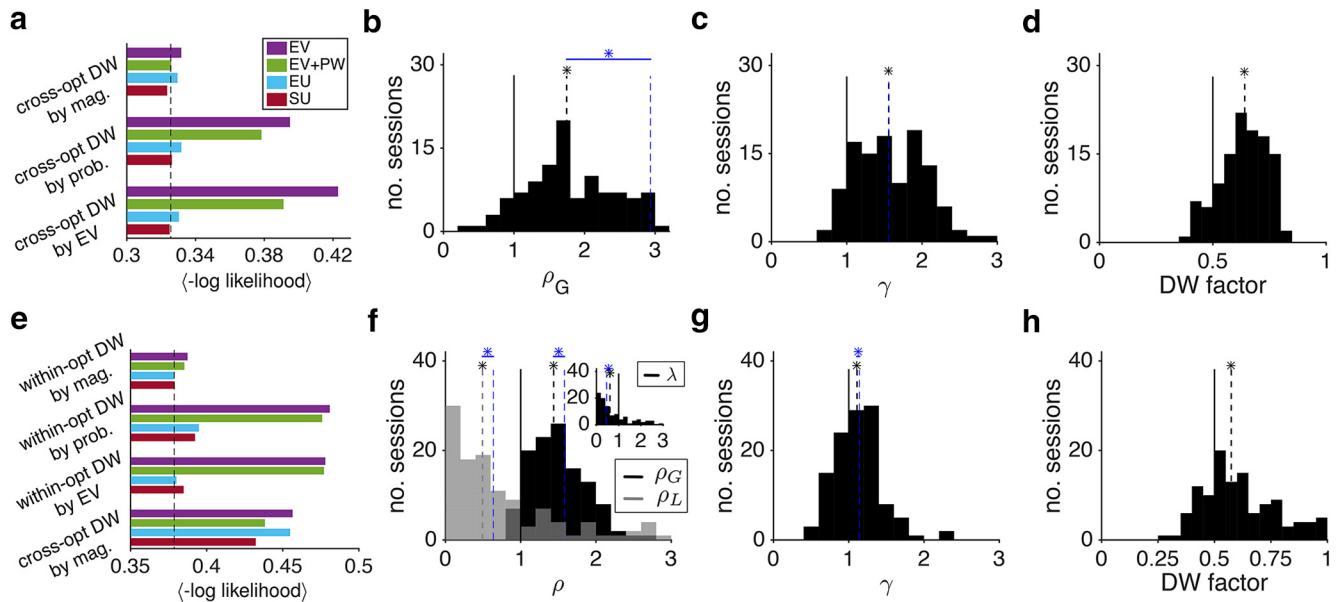 a
cross-opt DW
by mag.
cross-opt DW
by prob.
cross-opt DW
by EV
EV
EV+PW
EU
SU
0.3 0.34 0.38 0.42
⟨-log likelihood⟩
b
no. sessions
30
15
0
*
*
0 1 2 3
ρG
c
no. sessions
30
15
0
*
0 1 2 3
γ
d
no. sessions
30
15
0
*
0 0.5 1
DW factor
e
within-opt DW
by mag.
within-opt DW
by prob.
within-opt DW
by EV
cross-opt DW
by mag.
0.35 0.4 0.45 0.5
⟨-log likelihood⟩
f
no. sessions
40
20
0
* *
* *
40
20
0
* *
λ
0 1 2 3
ρG
ρL
0 1 2 3
ρ
g
no. sessions
40
20
0
*
*
0 1 2 3
γ
h
no. sessions
40
20
0
*
0 0.25 0.5 0.75 1
DW factor